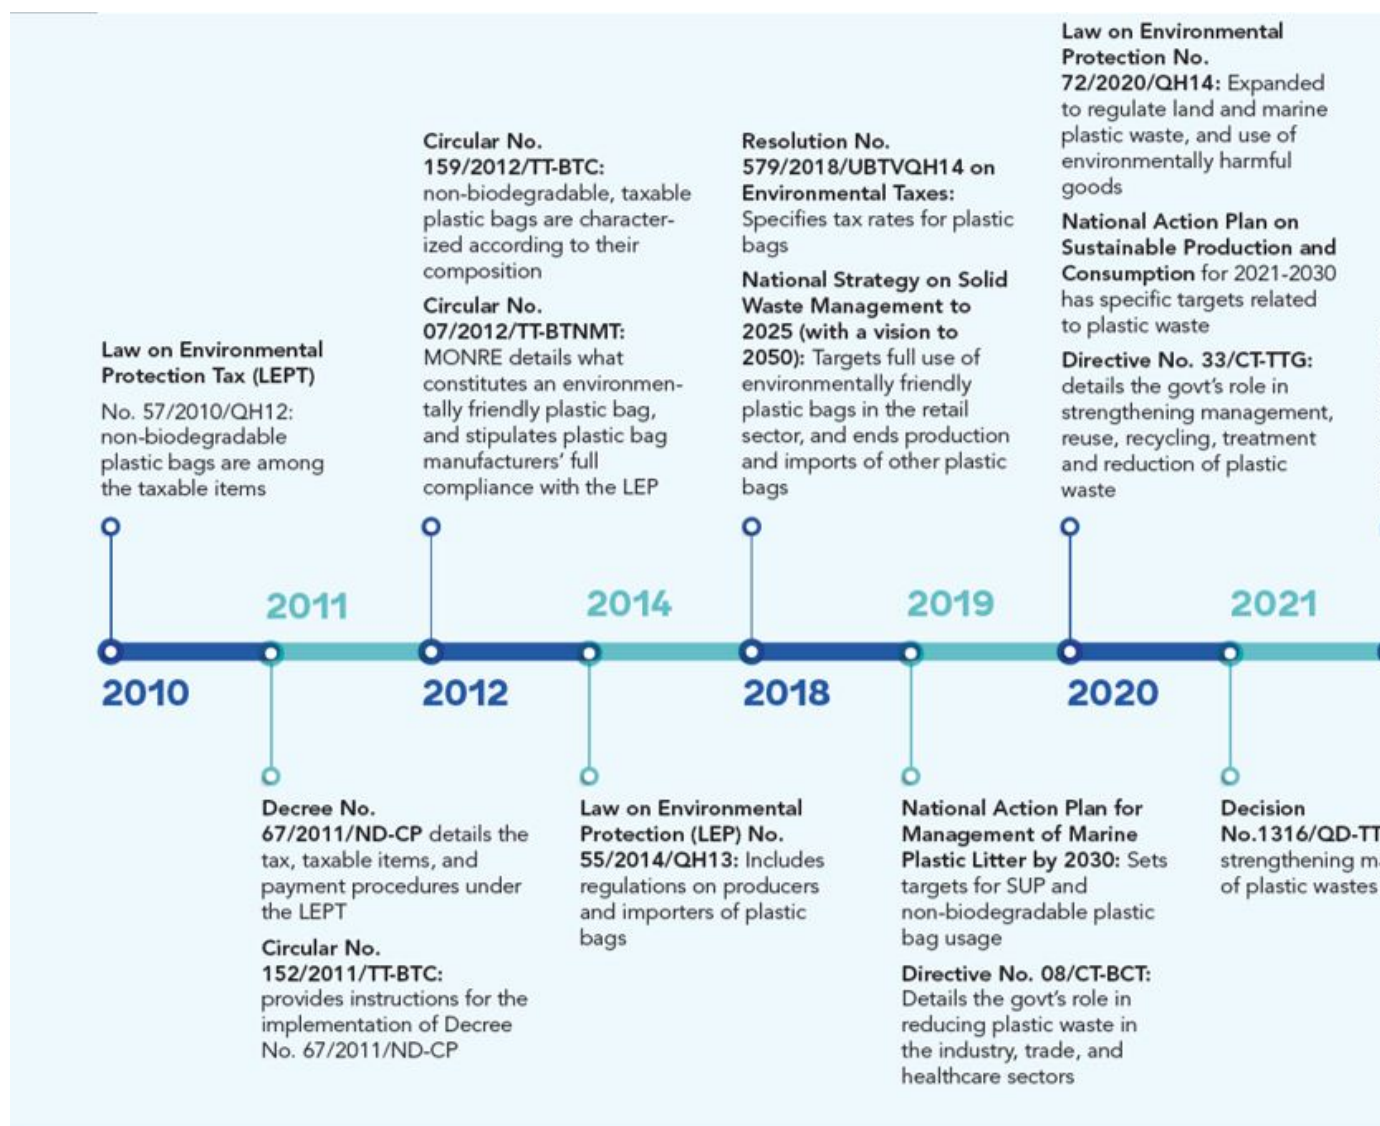 Law on Environmental
Protection Tax (LEPT)
No. 57/2010/QH12:
non-biodegradable
plastic bags are among
the taxable items
2010
2011
Decree No.
67/2011/ND-CP details the
tax, taxable items, and
payment procedures under
the LEPT
Circular No.
152/2011/TT-BTC:
provides instructions for the
implementation of Decree
No. 67/2011/ND-CP
Circular No.
159/2012/TT-BTC:
non-biodegradable, taxable
plastic bags are character-
ized according to their
composition
Circular No.
07/2012/TT-BTNMT:
MONRE details what
constitutes an environmen-
tally friendly plastic bag,
and stipulates plastic bag
manufacturers' full
compliance with the LEP
2012
2014
Law on Environmental
Protection (LEP) No.
55/2014/QH13: Includes
regulations on producers
and importers of plastic
bags
Resolution No.
579/2018/UBTVQH14 on
Environmental Taxes:
Specifies tax rates for plastic
bags
National Strategy on Solid
Waste Management to
2025 (with a vision to
2050): Targets full use of
environmentally friendly
plastic bags in the retail
sector, and ends production
and imports of other plastic
bags
2018
2019
National Action Plan for
Management of Marine
Plastic Litter by 2030: Sets
targets for SUP and
non-biodegradable plastic
bag usage
Directive No. 08/CT-BCT:
Details the govt's role in
reducing plastic waste in
the industry, trade, and
healthcare sectors
Law on Environmental
Protection No.
72/2020/QH14: Expanded
to regulate land and marine
plastic waste, and use of
environmentally harmful
goods
National Action Plan on
Sustainable Production and
Consumption for 2021-2030
has specific targets related
to plastic waste
Directive No. 33/CT-TTG:
details the govt's role in
strengthening management,
reuse, recycling, treatment
and reduction of plastic
waste
2020
2021
Decision
No.1316/QD-TT
strengthening
of plastic wastes